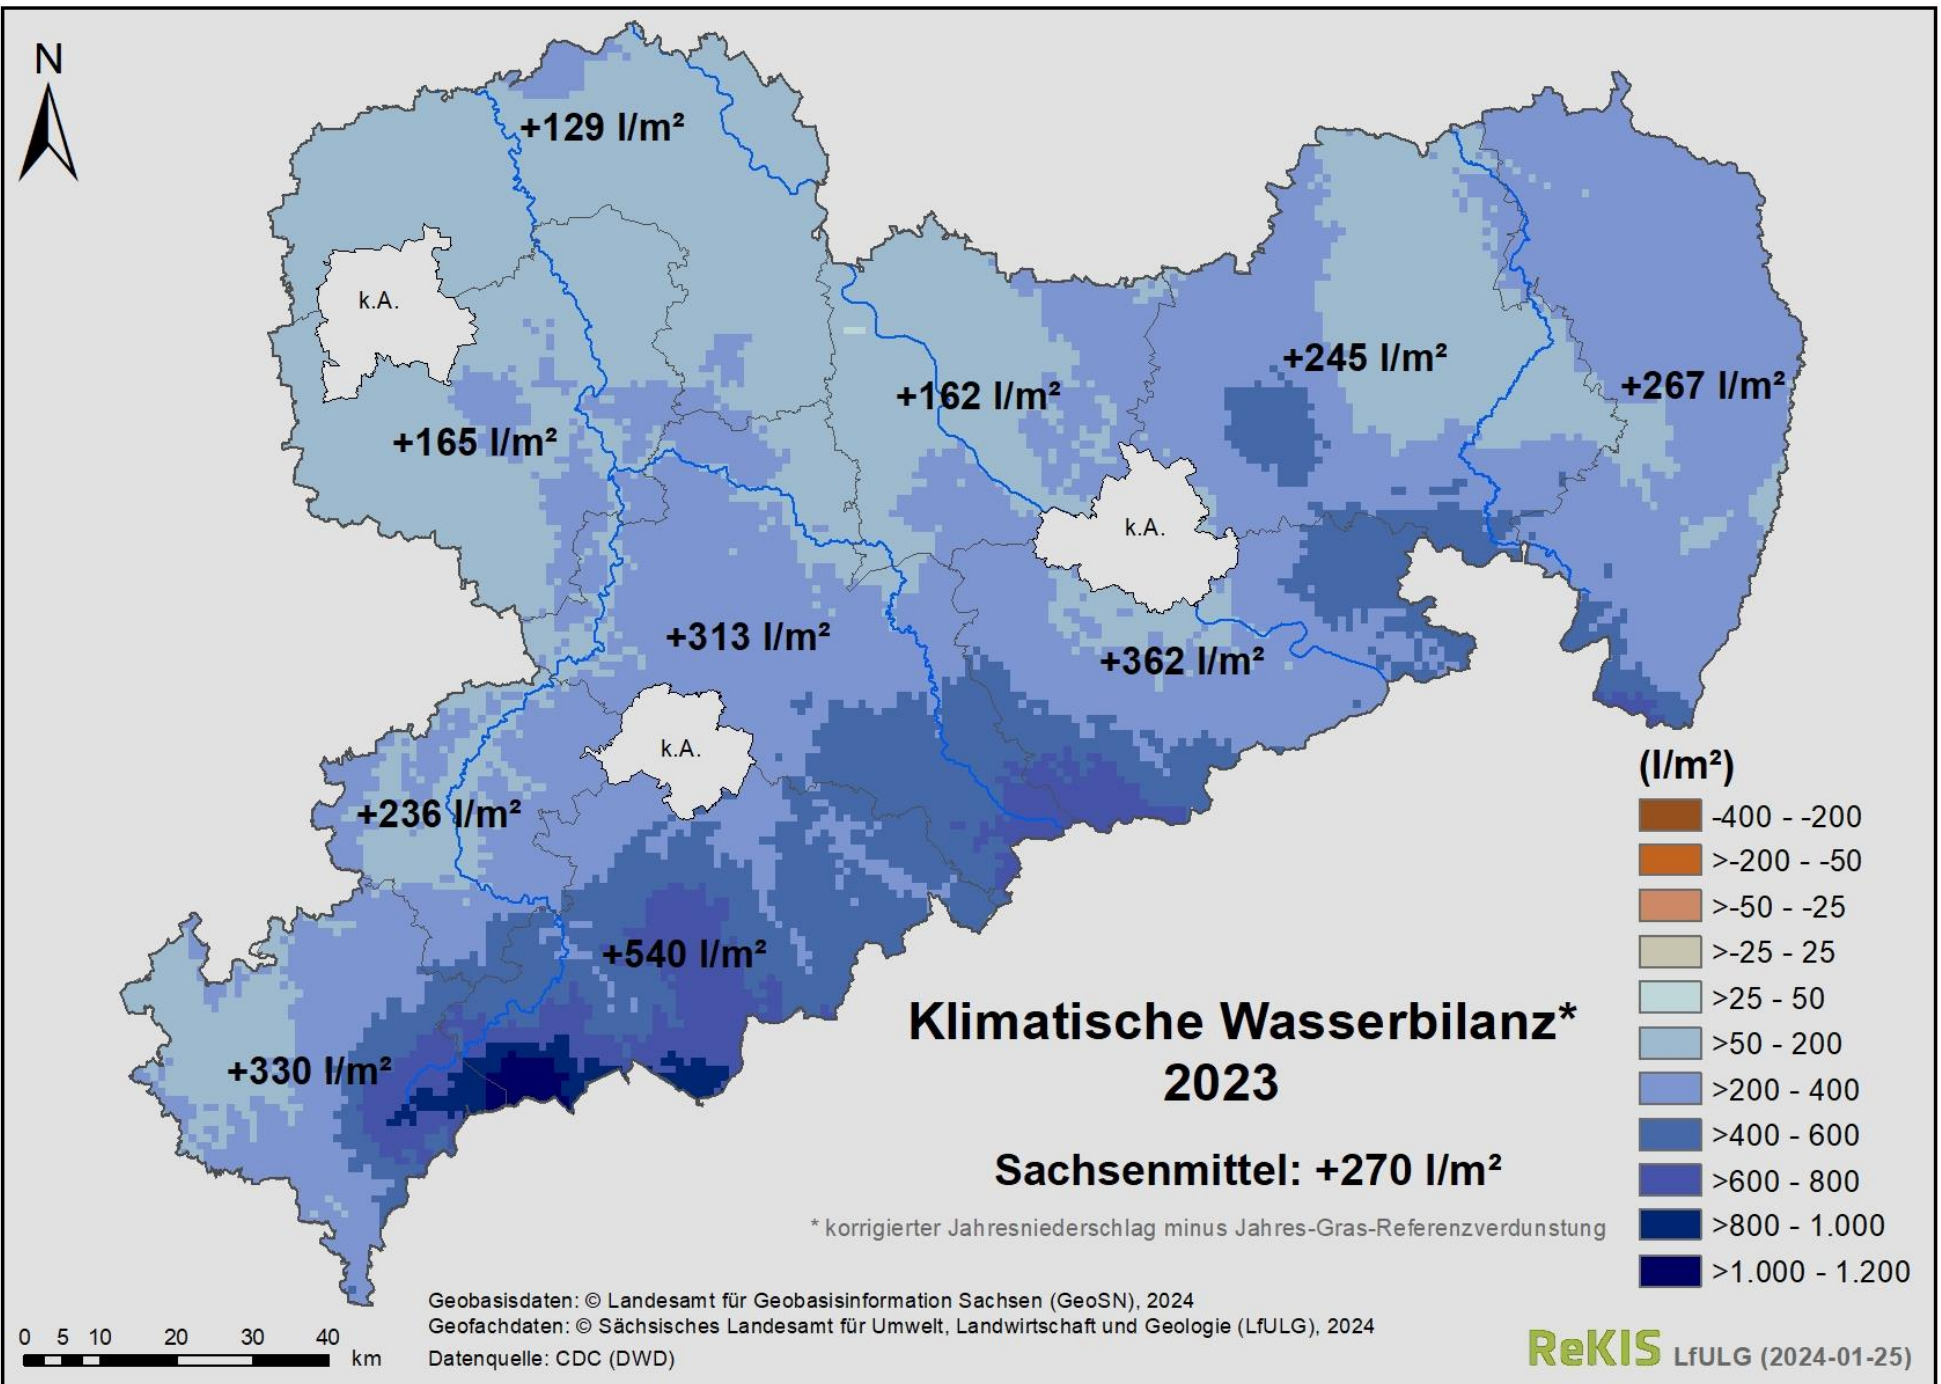 N
+129 l/m²
k.A.
+245 l/m²
+162 l/m²
+267 l/m²
+165 l/m²
k.A.
+313 l/m²
+362 l/m²
k.A.
+236 l/m²
+540 l/m²
+330 l/m²
Klimatische Wasserbilanz*
2023
Sachsenmittel: +270 l/m²
* korrigierter Jahresniederschlag minus Jahres-Gras-Referenzverdunstung
(l/m²)
-400 - -200
>-200 - -50
>-50 - -25
>-25 - 25
>25 - 50
>50 - 200
>200 - 400
>400 - 600
>600 - 800
>800 - 1.000
>1.000 - 1.200
Geobasisdaten: © Landesamt für Geobasisinformation Sachsen (GeoSN), 2024
Geofachdaten: © Sächsisches Landesamt für Umwelt, Landwirtschaft und Geologie (LfULG), 2024
Datenquelle: CDC (DWD)
0 5 10 20 30 40
km
ReKIS LfULG (2024-01-25)